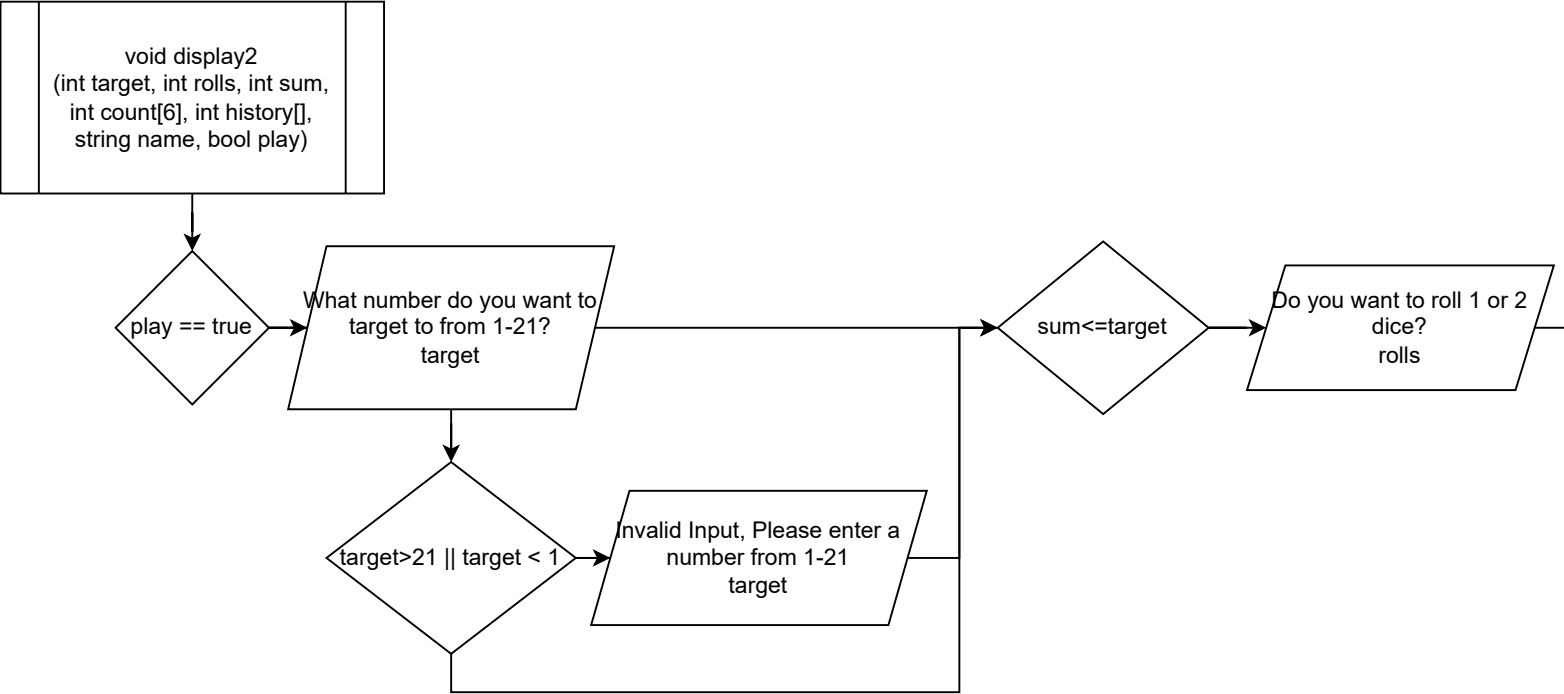 void display2
(int target, int rolls, int sum,
int count[6], int history[],
string name, bool play)
play == true
What number do you want to
target to from 1-21?
target
sum<=target
Do you want to roll 1 or 2
dice?
rolls
target>21 || target < 1
Invalid Input, Please enter a
number from 1-21
target